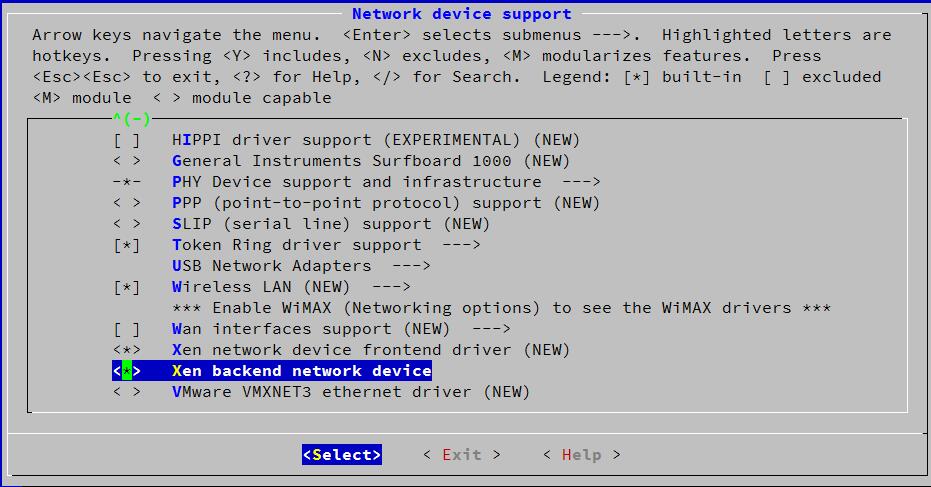 Network device support
Arrow keys navigate the menu.  <Enter> selects submenus --->.  Highlighted letters are
hotkeys.  Pressing <Y> includes, <N> excludes, <M> modularizes features.  Press
<Esc><Esc> to exit, <?> for Help, </> for Search.  Legend: [*] built-in  [ ] excluded
<M> module  < > module capable
^(-)
[ ]   HIPPI driver support (EXPERIMENTAL) (NEW)
< >   General Instruments Surfboard 1000 (NEW)
-*-   PHY Device support and infrastructure  --->
< >   PPP (point-to-point protocol) support (NEW)
< >   SLIP (serial line) support (NEW)
[*]   Token Ring driver support  --->
USB Network Adapters  --->
[*]   Wireless LAN (NEW)  --->
*** Enable WiMAX (Networking options) to see the WiMAX drivers ***
[ ]   Wan interfaces support (NEW)  --->
<*>   Xen network device frontend driver (NEW)
<*>   Xen backend network device
< >   VMware VMXNET3 ethernet driver (NEW)
<Select>    < Exit >    < Help >